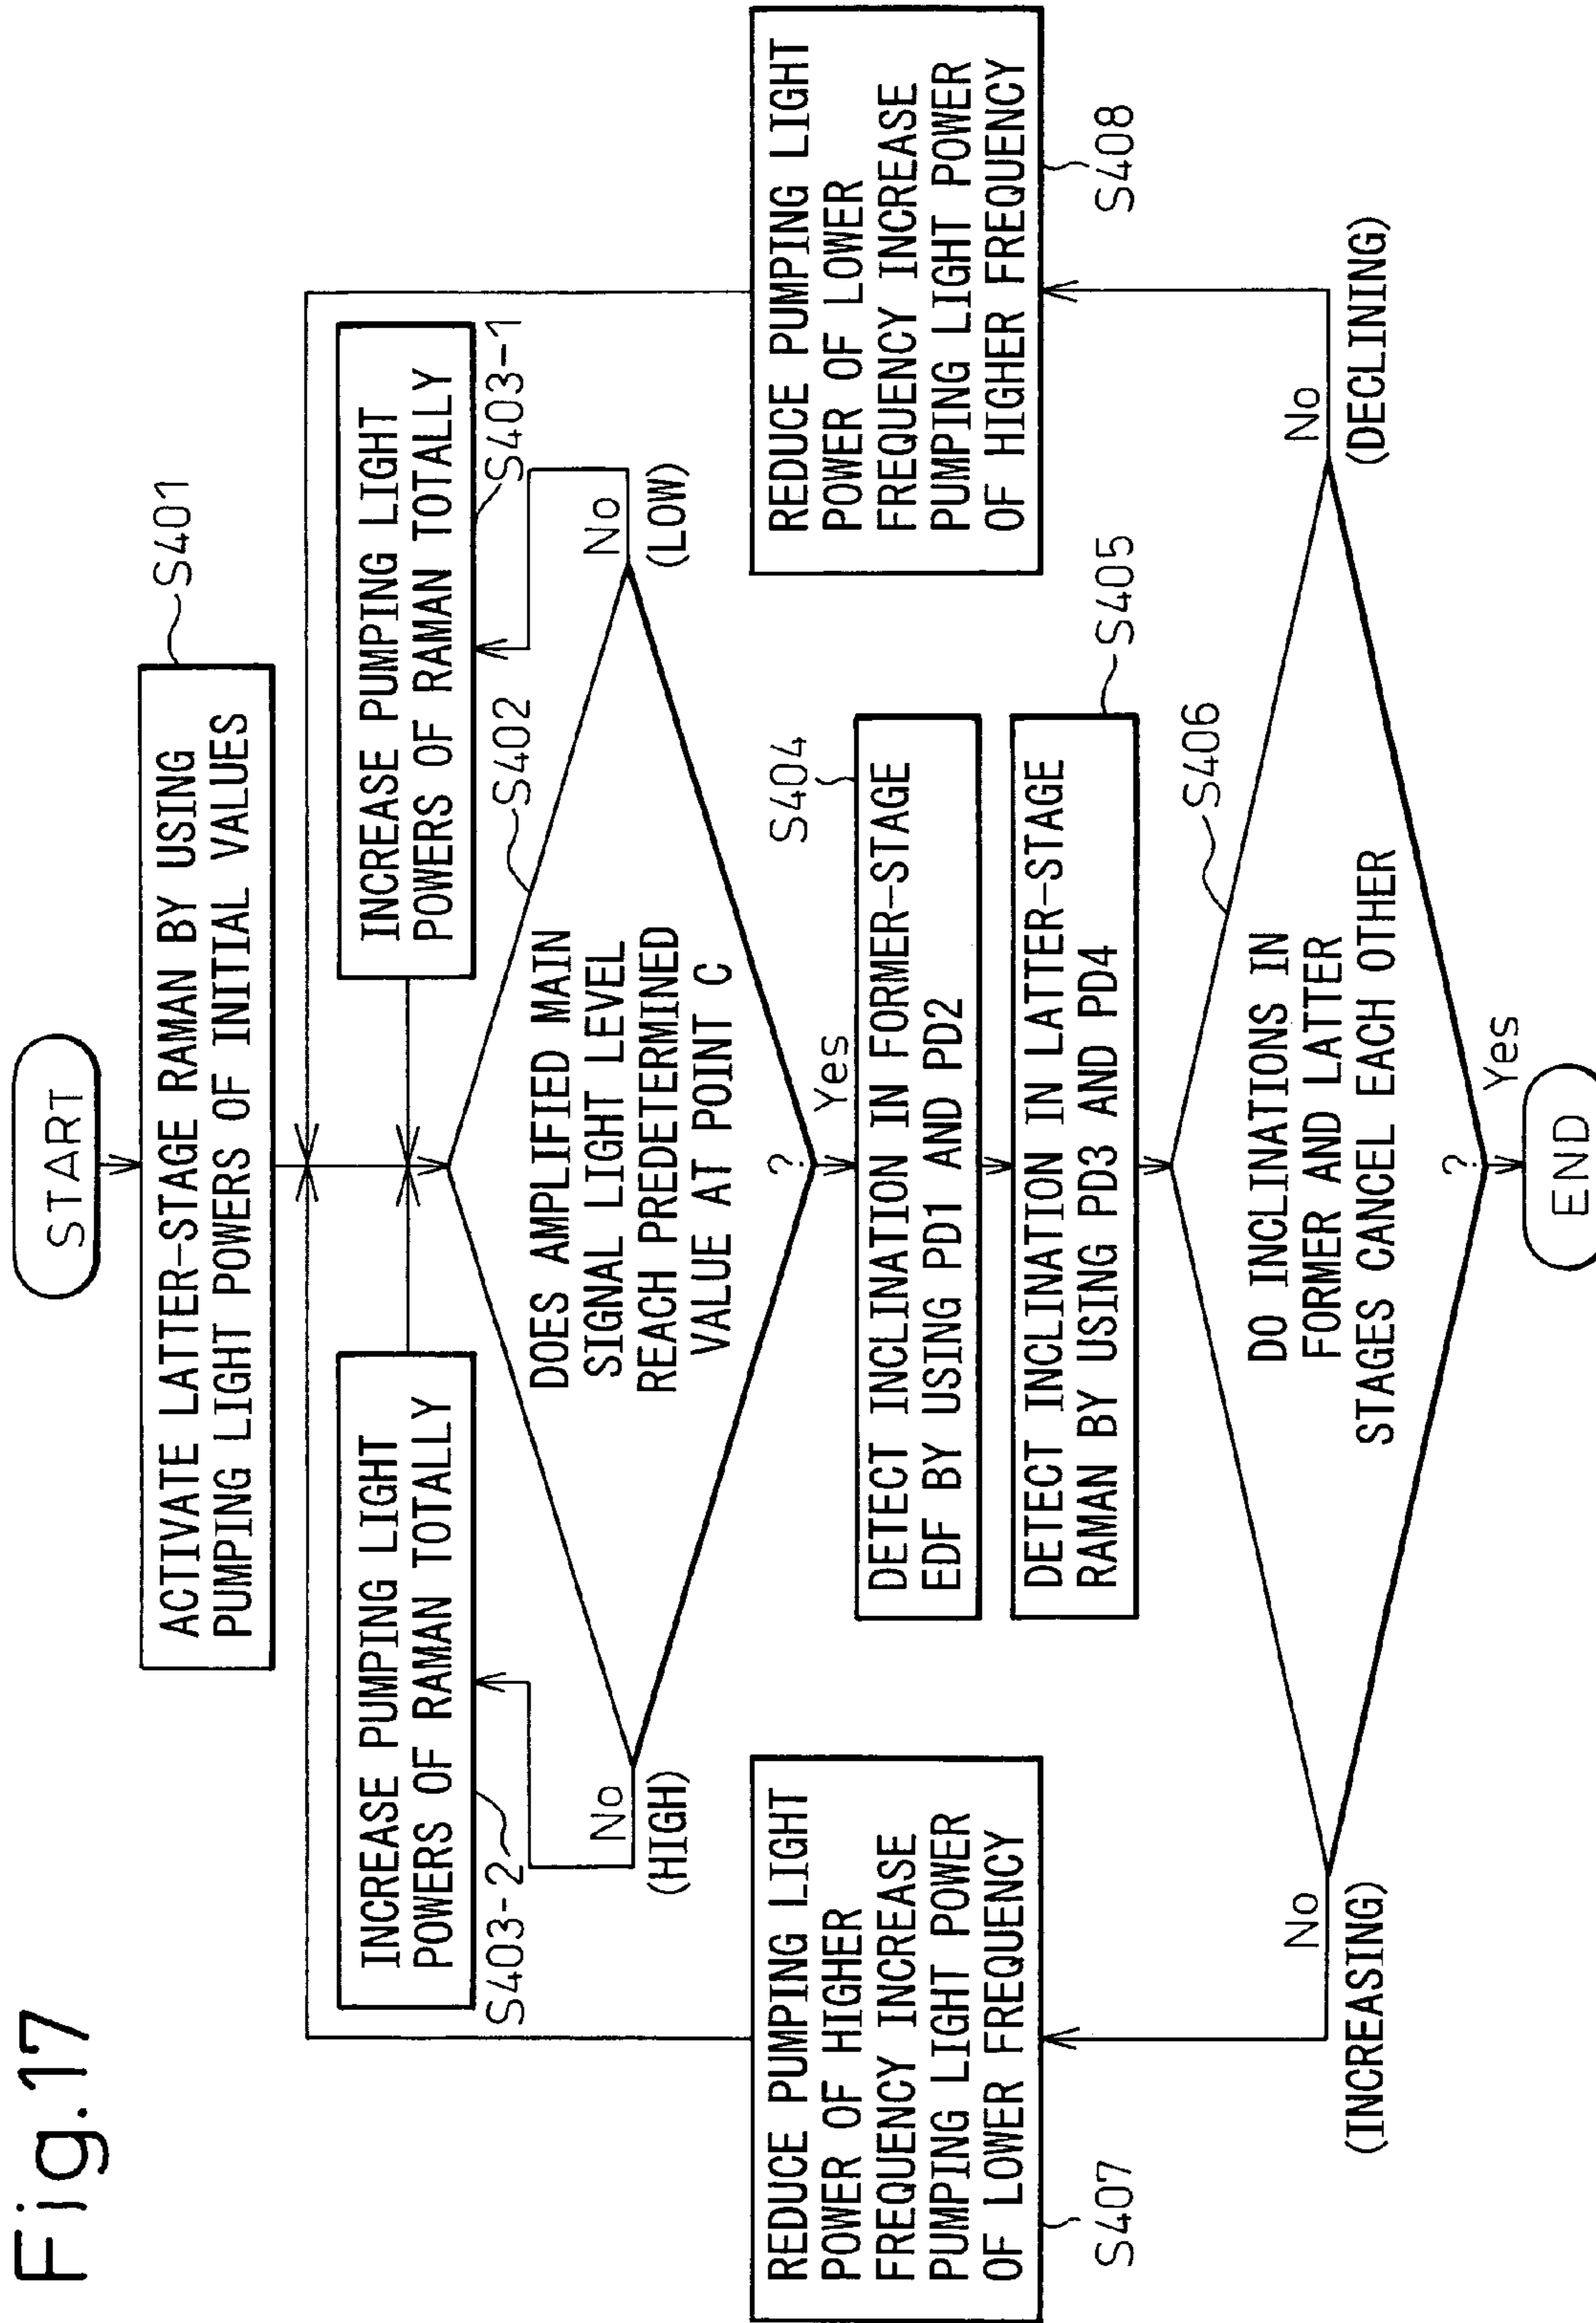 Fig.17
START
ACTIVATE LATTER-STAGE RAMAN BY USING
PUMPING LIGHT POWERS OF INITIAL VALUES
S401
INCREASE PUMPING LIGHT
POWERS OF RAMAN TOTALLY
S403-2
INCREASE PUMPING LIGHT
POWERS OF RAMAN TOTALLY
S403-1
S402
DOES AMPLIFIED MAIN
SIGNAL LIGHT LEVEL
REACH PREDETERMINED
VALUE AT POINT C
?
No
(HIGH)
No
(LOW)
Yes
REDUCE PUMPING LIGHT
POWER OF HIGHER
FREQUENCY INCREASE
PUMPING LIGHT POWER
OF LOWER FREQUENCY
S407
S404
DETECT INCLINATION IN FORMER-STAGE
EDF BY USING PD1 AND PD2
DETECT INCLINATION IN LATTER-STAGE
RAMAN BY USING PD3 AND PD4
S405
REDUCE PUMPING LIGHT
POWER OF LOWER
FREQUENCY INCREASE
PUMPING LIGHT POWER
OF HIGHER FREQUENCY
S408
S406
DO INCLINATIONS IN
FORMER AND LATTER
STAGES CANCEL EACH OTHER
?
No
(INCREASING)
No
(DECLINING)
Yes
END